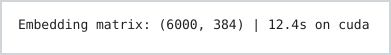 Embedding matrix: (6000, 384) | 12.4s on cuda